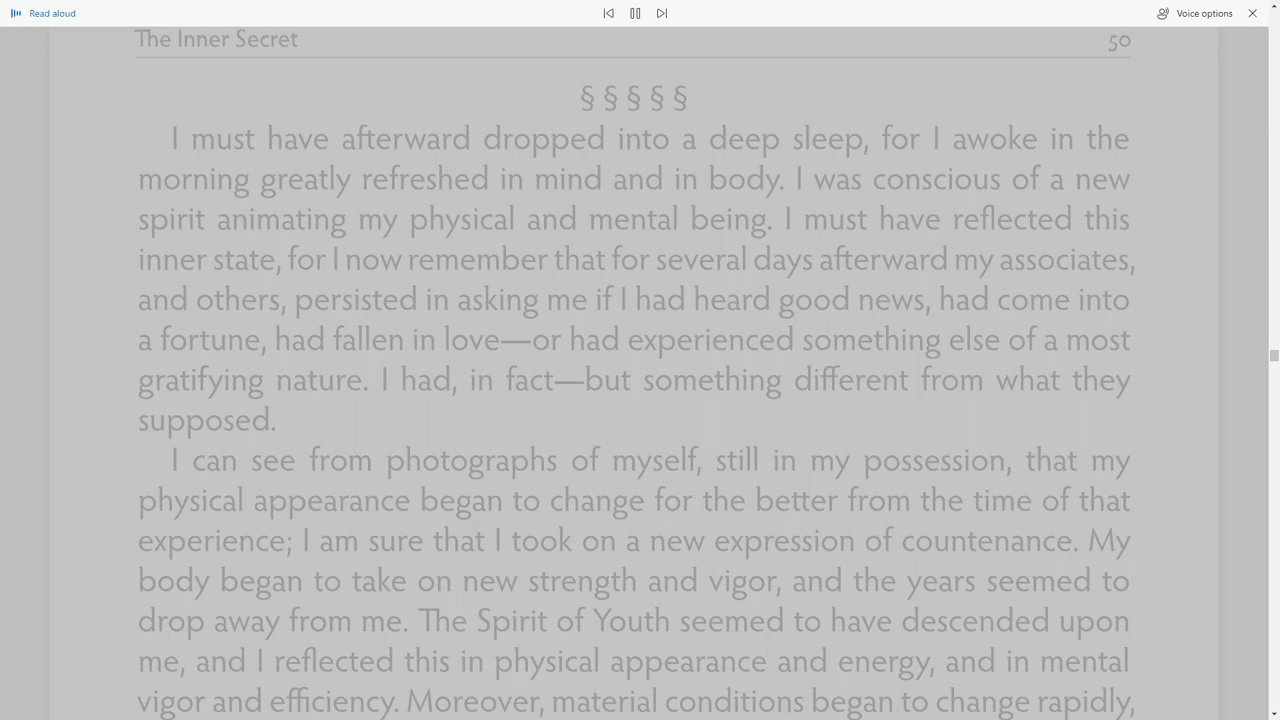 Read aloud
Voice options
The Inner Secret 50
§ § § § §
I must have afterward dropped into a deep sleep, for I awoke in the
morning greatly refreshed in mind and in body. I was conscious of a new
spirit animating my physical and mental being. I must have reflected this
inner state, for I now remember that for several days afterward my associates,
and others, persisted in asking me if I had heard good news, had come into
a fortune, had fallen in love—or had experienced something else of a most
gratifying nature. I had, in fact—but something different from what they
supposed.
I can see from photographs of myself, still in my possession, that my
physical appearance began to change for the better from the time of that
experience; I am sure that I took on a new expression of countenance. My
body began to take on new strength and vigor, and the years seemed to
drop away from me. The Spirit of Youth seemed to have descended upon
me, and I reflected this in physical appearance and energy, and in mental
vigor and efficiency. Moreover, material conditions began to change rapidly,